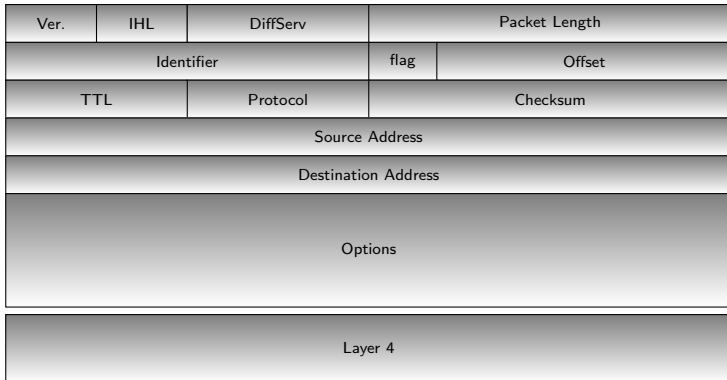 Ver. IHL DiffServ Packet Length
Identifier flag Offset
TTL Protocol Checksum
Source Address
Destination Address
Options
Layer 4